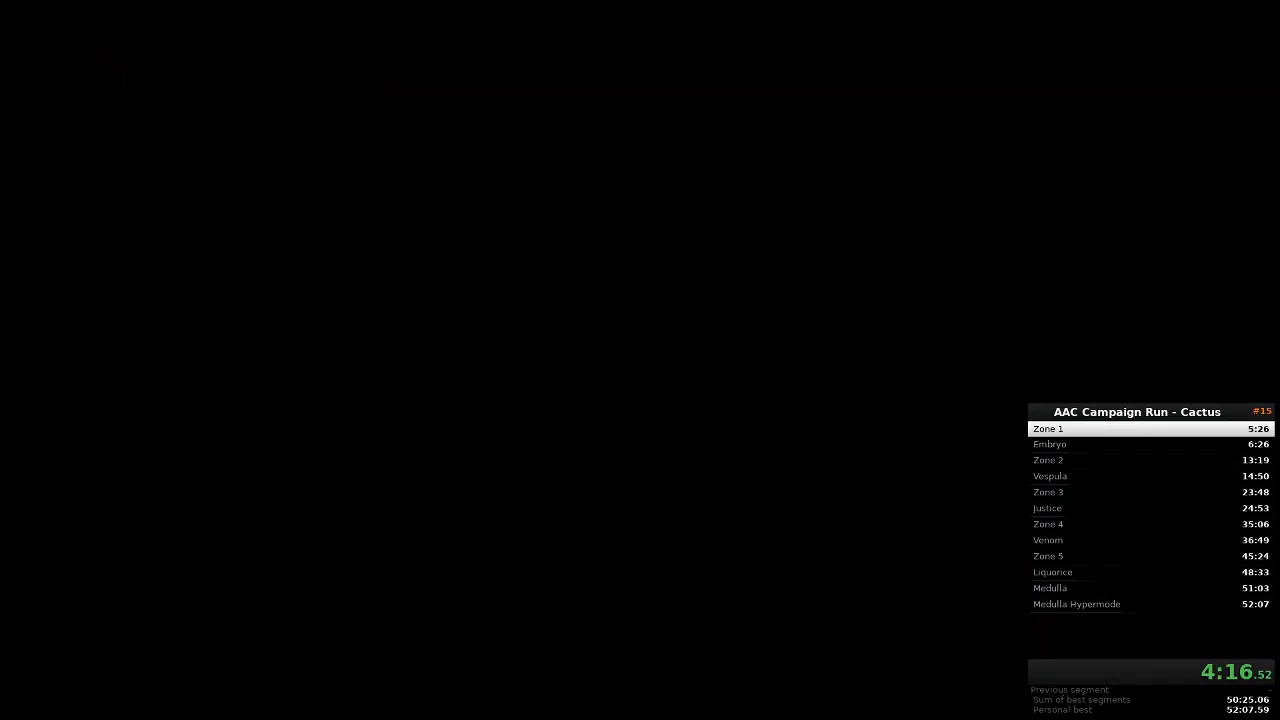 AAC Campaign Run - Cactus #15
Zone 1 5:26
Embryo 6:26
Zone 2 13:19
Vespula 14:50
Zone 3 23:48
Justice 24:53
Zone 4 35:06
Venom 36:49
Zone 5 45:24
Liquorice 48:33
Medulla 51:03
Medulla Hypermode 52:07
4:16.52
Previous segment -
Sum of best segments 50:25.06
Personal best 52:07.59